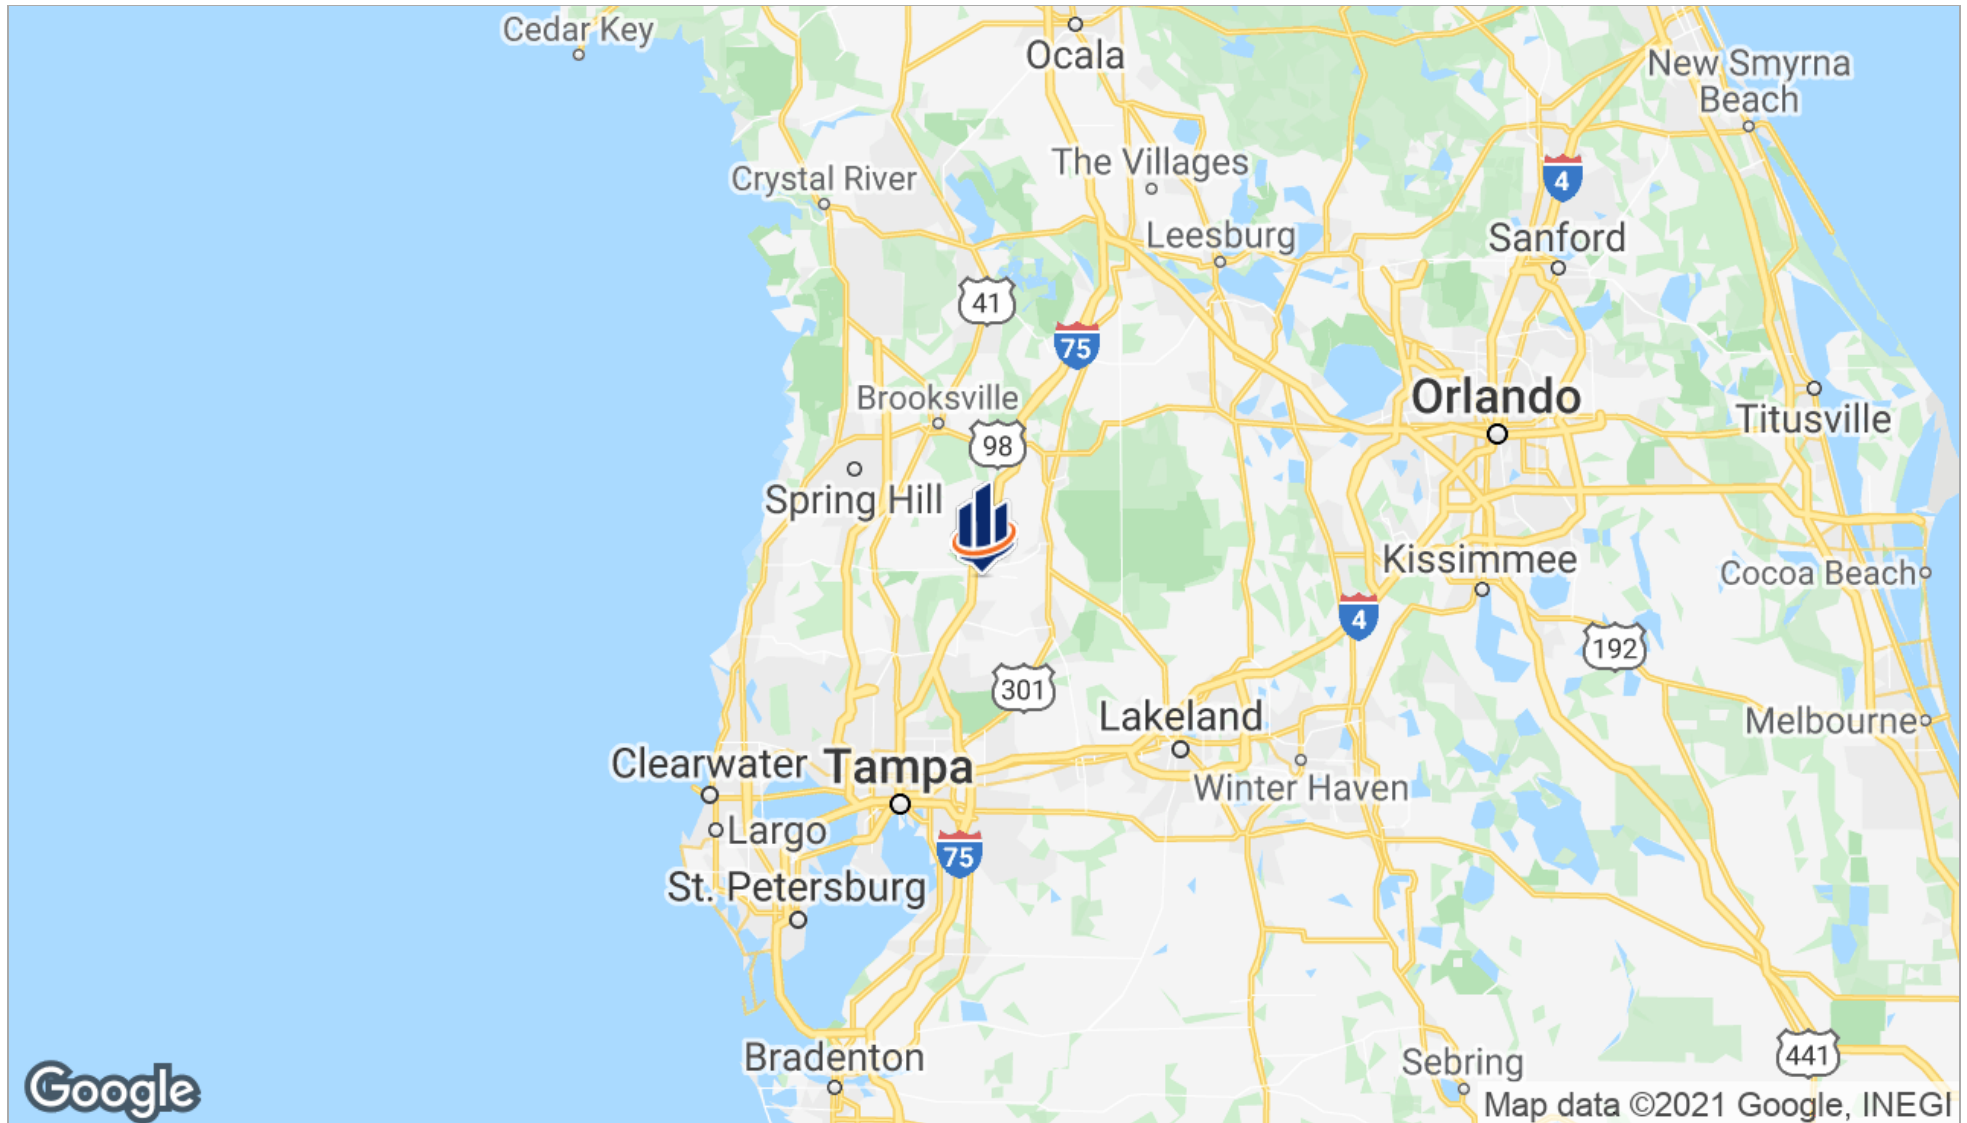 Cedar Key
Ocala
New Smyrna
Beach
The Villages
Crystal River
4
Leesburg
Sanford
41
75
Brooksville
Orlando
Titusville
98
Spring Hill
Kissimmee
Cocoa Beach
4
192
301
Lakeland
Melbourne
Clearwater
Tampa
Winter Haven
Largo
75
St. Petersburg
Bradenton
441
Sebring
Google
Map data ©2021 Google, INEGI